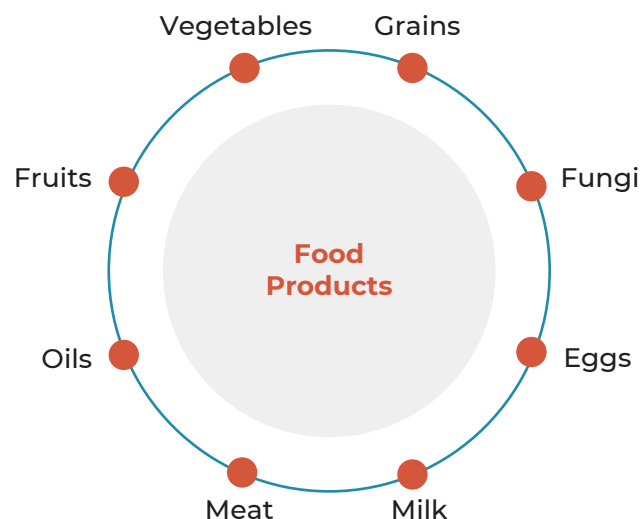 Vegetables
Grains
Fruits
Fungi
Food
Products
Oils
Eggs
Meat
Milk